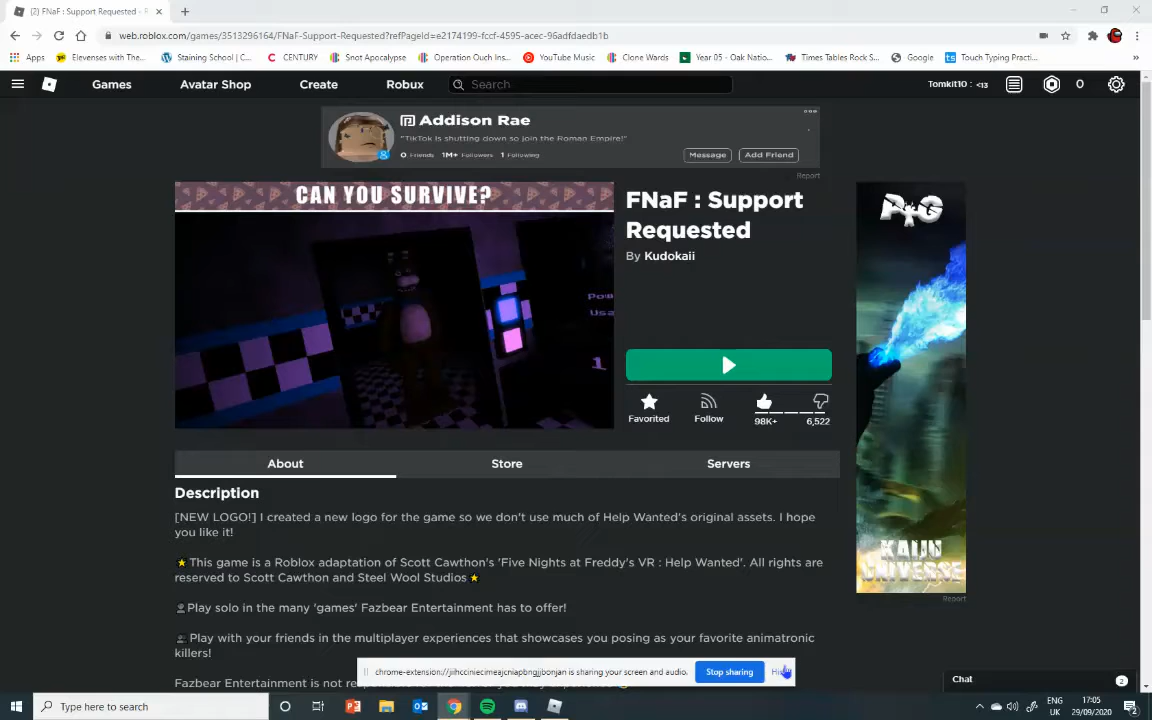 (2) FNaF : Support Requested - R
web.roblox.com/games/3513296164/FNaF-Support-Requested?refPageId=e2174199-fccf-4595-acec-96adfdaedb1b
Apps Elevenses with The... Staining School | C... CENTURY Snot Apocalypse Operation Ouch Ins... YouTube Music Clone Wards Year 05 - Oak Natio... Times Tables Rock S... Google Touch Typing Practi... »
Games Avatar Shop Create Robux Search Tomkit10 : <13 0
Addison Rae
"TikTok is shutting down so join the Roman Empire!"
0 Friends 1M+ Followers 1 Following Message Add Friend
Report
CAN YOU SURVIVE?
Usa
1
FNaF : Support
Requested
By Kudokaii
Favorited Follow 98K+ 6,522
PIG
KAIJU
UNIVERSE
Report
About Store Servers
Description
[NEW LOGO!] I created a new logo for the game so we don't use much of Help Wanted's original assets. I hope
you like it!
⭐This game is a Roblox adaptation of Scott Cawthon's 'Five Nights at Freddy's VR : Help Wanted'. All rights are
reserved to Scott Cawthon and Steel Wool Studios ⭐
Play solo in the many 'games' Fazbear Entertainment has to offer!
Play with your friends in the multiplayer experiences that showcases you posing as your favorite animatronic
killers!
Fazbear Entertainment is not
chrome-extension://jiihcciniecimeajcniapbngjjbonjan is sharing your screen and audio. Stop sharing Hide
Chat 2
Type here to search
ENG
UK
17:05
29/09/2020
2